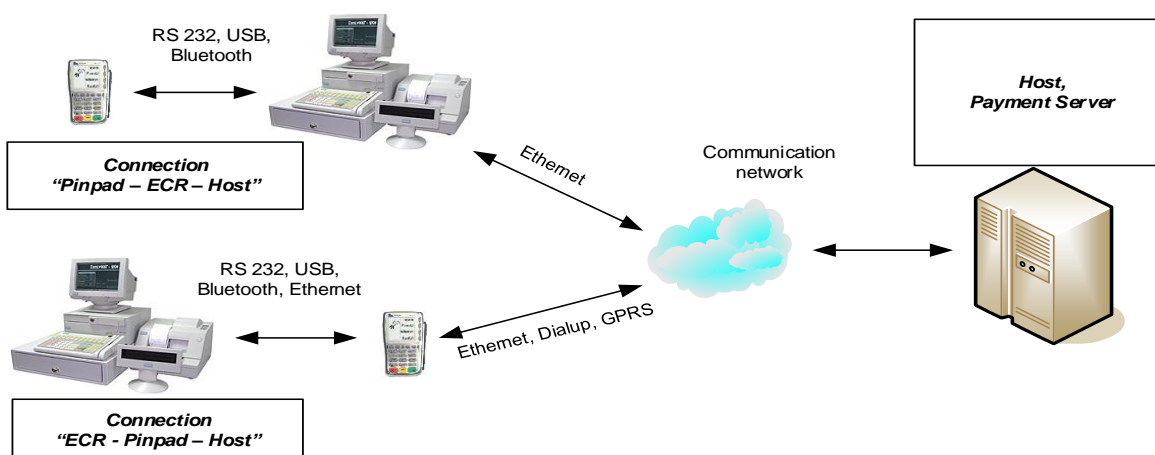 RS 232, USB,
Bluetooth
Host,
Payment Server
Connection
“Pinpad – ECR – Host”
Ethernet
Communication
network
RS 232, USB,
Bluetooth, Ethernet
Ethernet, Dialup, GPRS
Connection
“ECR - Pinpad – Host”